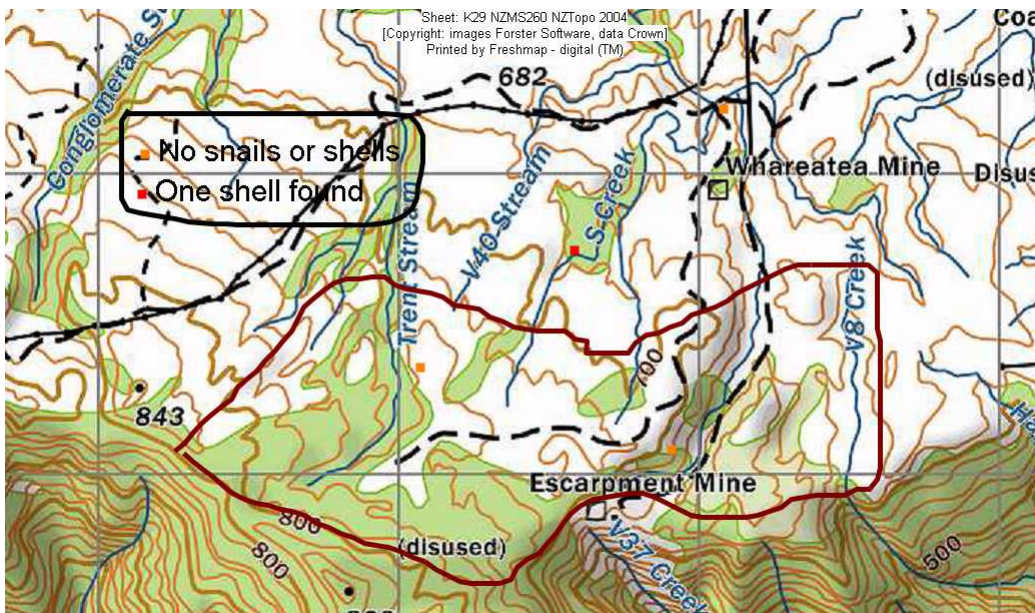 Sheet: K29 NZMS260 NZTopo 2004
[Copyright: images Forster Software, data Crown]
Printed by Freshmap - digital (TM)
Conglomerate
682
(disused)
No snails or shells
One shell found
Whareatea Mine
Trent Stream
V40 Stream
L.S. Creek
V8 Creek
700
843
Escarpment Mine
800
800
(disused)
V37 Creek
500